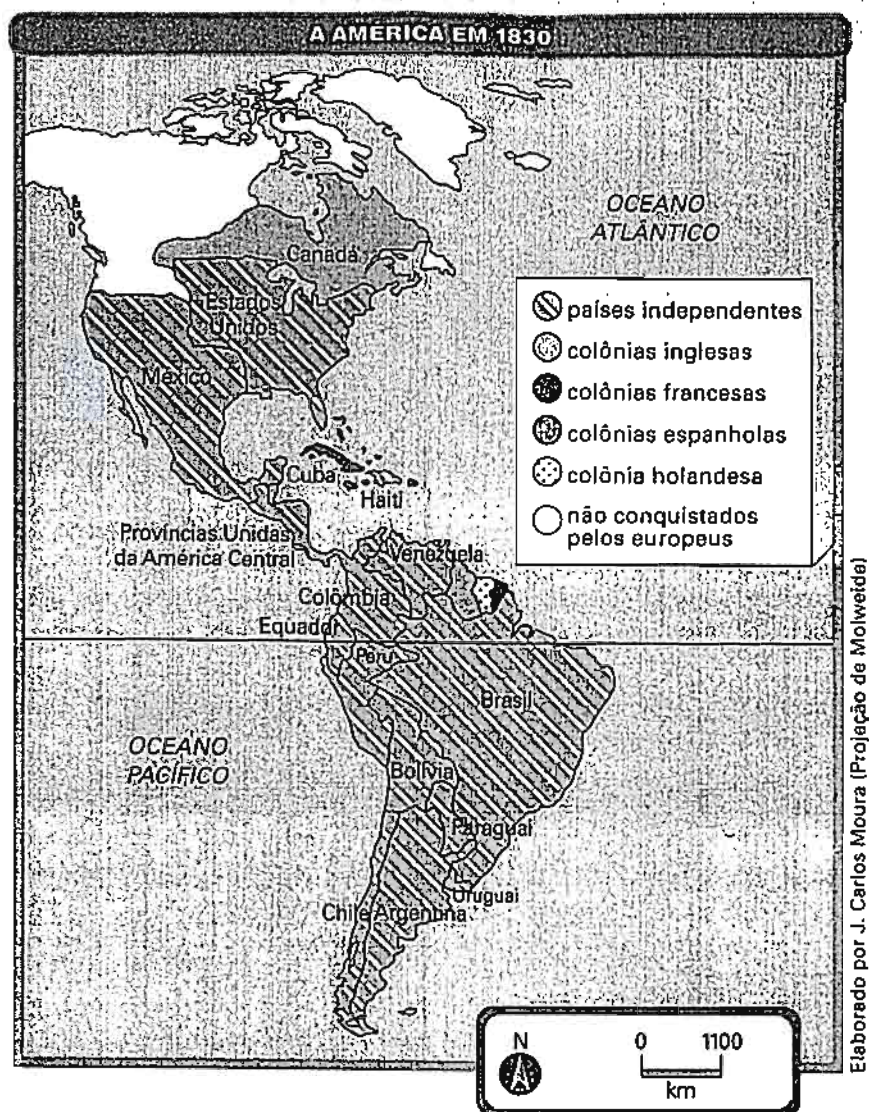 A AMÉRICA EM 1830
OCEANO
ATLÂNTICO
Canadá
Estados
Unidos
México
países independentes
colônias inglesas
colônias francesas
colônias espanholas
colônia holandesa
não conquistados
pelos europeus
Cuba
Haiti
Províncias Unidas
da América Central
Venezuela
Colômbia
Equador
Peru
Brasil
OCEANO
PACÍFICO
Bolívia
Paraguai
Uruguai
Chile
Argentina
N
0 1100
km
Elaborado por J. Carlos Moura (Projeção de Molweide)